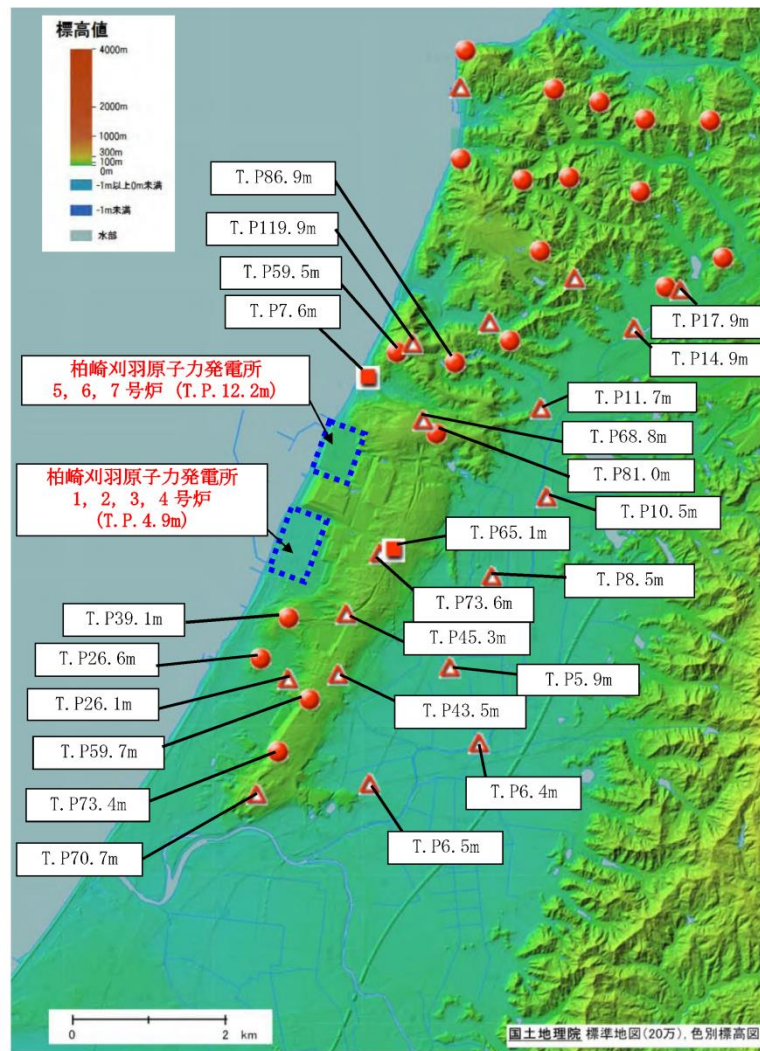 標高値
4000m
2000m
1000m
300m
100m
0m
-1m以上0m未満
-1m未満
水部
T.P86.9m
T.P119.9m
T.P59.5m
T.P7.6m
柏崎刈羽原子力発電所
5, 6, 7号炉 (T.P.12.2m)
柏崎刈羽原子力発電所
1, 2, 3, 4号炉
(T.P.4.9m)
T.P17.9m
T.P14.9m
T.P11.7m
T.P68.8m
T.P81.0m
T.P10.5m
T.P65.1m
T.P8.5m
T.P73.6m
T.P39.1m
T.P45.3m
T.P26.6m
T.P5.9m
T.P26.1m
T.P43.5m
T.P59.7m
T.P6.4m
T.P73.4m
T.P6.5m
T.P70.7m
0 2 km
国土地理院 標準地図(20万), 色別標高図